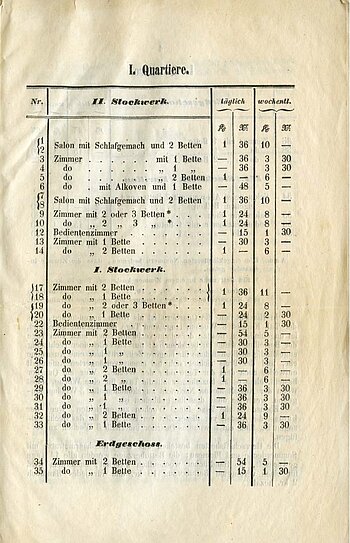 I. Quartiere.
Nr. II. Stockwerk. täglich wochentl.
fl. Xr. fl. Xr.
{1
{2 Salon mit Schlafgemach und 2 Betten 1 36 10 —
3 Zimmer . . . . . . mit 1 Bette — 36 3 30
4 do . . . . . . „ 1 „ — 36 3 30
5 do . . . . . . „ 2 Betten 1 — 6 —
6 do . mit Alkoven und 1 Bette — 48 5 —
{7
{8 Salon mit Schlafgemach und 2 Betten 1 36 10 —
9 Zimmer mit 2 oder 3 Betten * . . . 1 24 8 —
10 do „ 2 „ 3 „ * . . . 1 24 8 —
12 Bedientenzimmer . . . . . . — 15 1 30
13 Zimmer mit 1 Bette . . . . . — 30 3 —
14 do „ 2 Betten . . . . . 1 — 6 —
I. Stockwerk.
{17 Zimmer mit 2 Betten . . . . .
{18 do „ 1 Bette . . . . . } 1 36 11 —
{19 do „ 2 oder 3 Betten * . . . 1 24 8 —
{20 do „ 1 Bette . . . . . — 24 2 30
22 Bedientenzimmer . . . . . . — 15 1 30
23 Zimmer mit 2 Betten . . . . . — 54 5 —
24 do „ 1 Bette . . . . . — 30 3 —
25 do „ 1 „ . . . . . — 30 3 —
26 do „ 1 „ . . . . . — 30 3 —
27 do „ 2 Betten . . . . . 1 — 6 —
28 do „ 2 „ . . . . . 1 — 6 —
29 do „ 1 Bette . . . . . — 36 3 30
30 do „ 1 „ . . . . . — 36 3 30
31 do „ 1 „ . . . . . — 36 3 30
32 do „ 2 Betten . . . . . 1 24 9 —
33 do „ 1 Bette . . . . . — 36 3 30
Erdgeschoss.
34 Zimmer mit 2 Betten . . . . . — 54 5 —
35 do „ 1 Bette . . . . . — 15 1 30